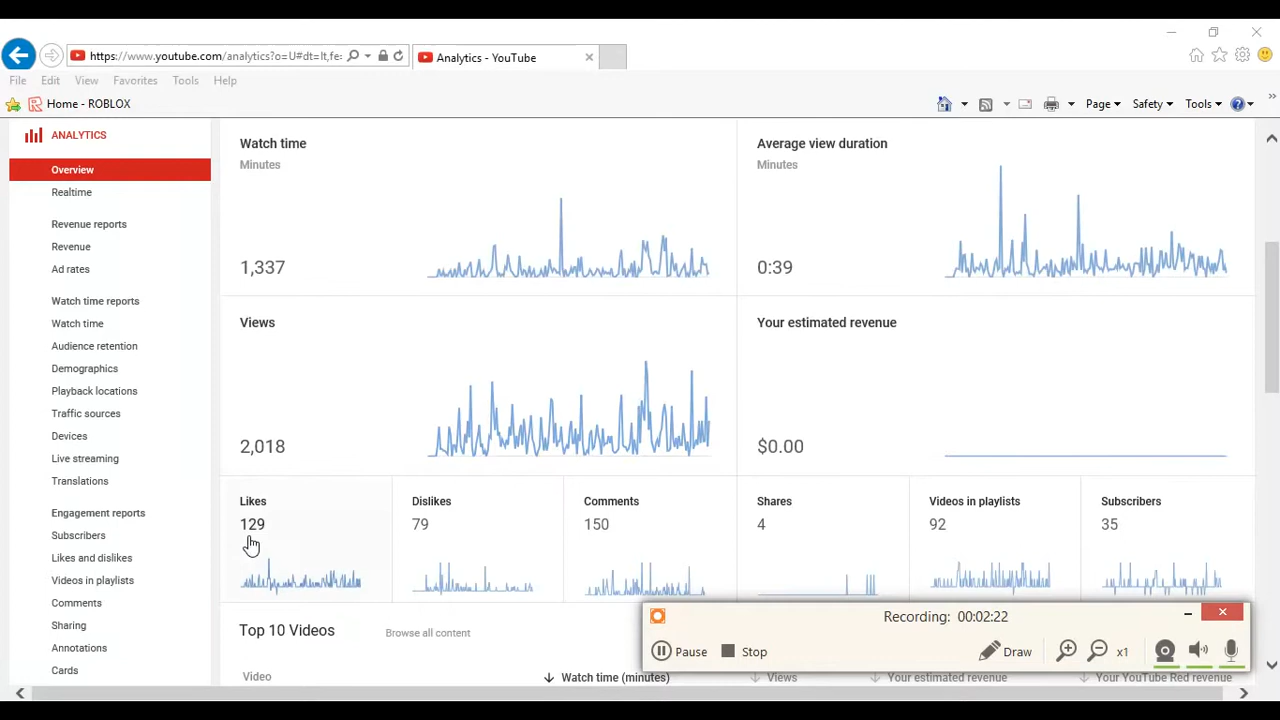 https://www.youtube.com/analytics?o=U#dt=lt,fe:
Analytics - YouTube
File Edit View Favorites Tools Help
Home - ROBLOX
Page Safety Tools
ANALYTICS
Overview
Realtime
Revenue reports
Revenue
Ad rates
Watch time reports
Watch time
Audience retention
Demographics
Playback locations
Traffic sources
Devices
Live streaming
Translations
Engagement reports
Subscribers
Likes and dislikes
Videos in playlists
Comments
Sharing
Annotations
Cards
Watch time
Minutes
1,337
Average view duration
Minutes
0:39
Views
2,018
Your estimated revenue
$0.00
Likes
129
Dislikes
79
Comments
150
Shares
4
Videos in playlists
92
Subscribers
35
Top 10 Videos Browse all content
Video Watch time (minutes) Views Your estimated revenue Your YouTube Red revenue
Recording: 00:02:22
Pause Stop Draw x1